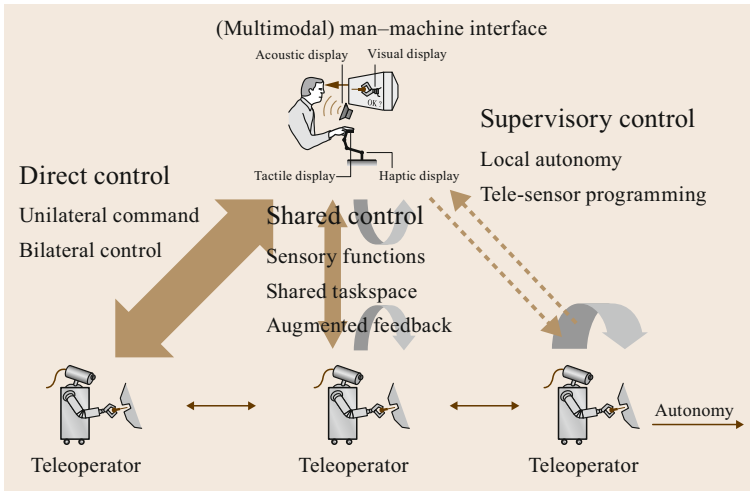 (Multimodal) man–machine interface
Acoustic display
Visual display
OK ?
Tactile display
Haptic display
Supervisory control
Local autonomy
Tele-sensor programming
Direct control
Unilateral command
Bilateral control
Shared control
Sensory functions
Shared taskspace
Augmented feedback
Autonomy
Teleoperator
Teleoperator
Teleoperator